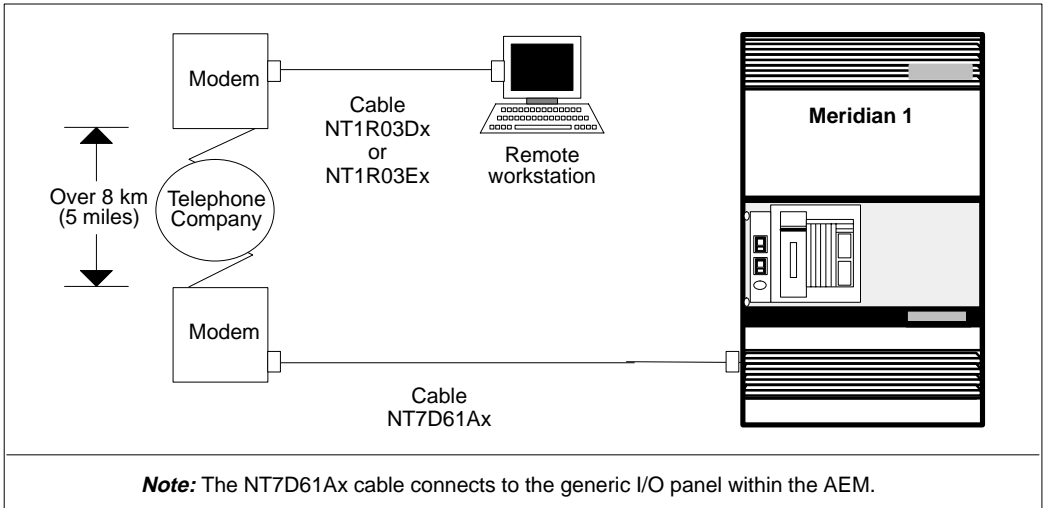 Modem
Cable
NT1R03Dx
or
NT1R03Ex
Remote
workstation
Meridian 1
Over 8 km
(5 miles)
Telephone
Company
Modem
Cable
NT7D61Ax
Note: The NT7D61Ax cable connects to the generic I/O panel within the AEM.